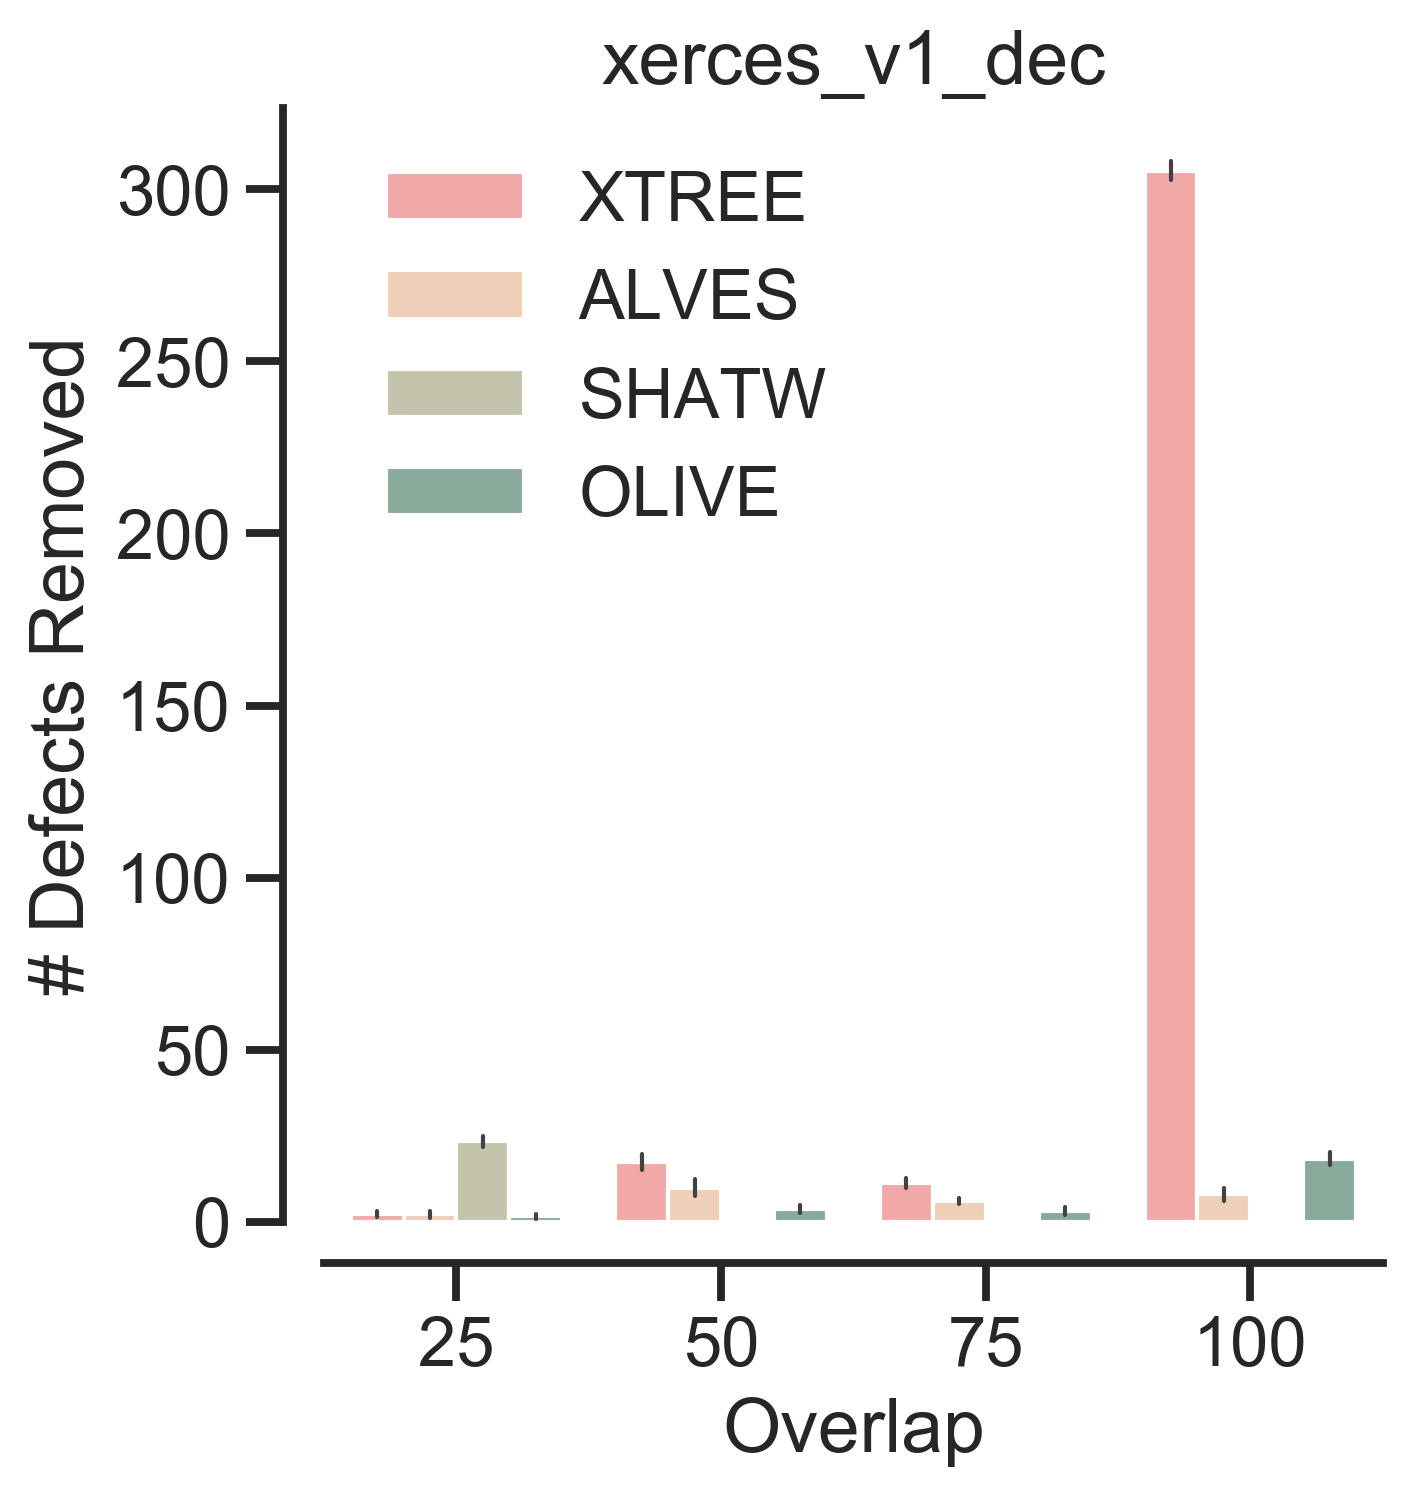 xerces_v1_dec
# Defects Removed
300
250
200
150
100
50
0
XTREE
ALVES
SHATW
OLIVE
25 50 75 100
Overlap